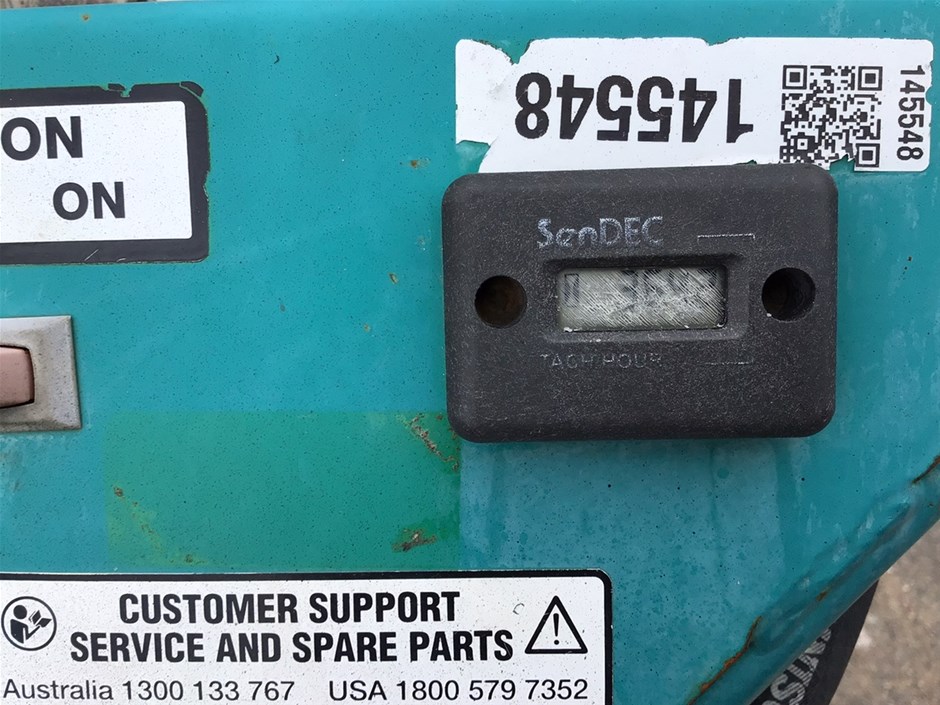 145548
145548
ON
ON
SenDEC
TACH HOUR
CUSTOMER SUPPORT
SERVICE AND SPARE PARTS
Australia 1300 133 767 USA 1800 579 7352